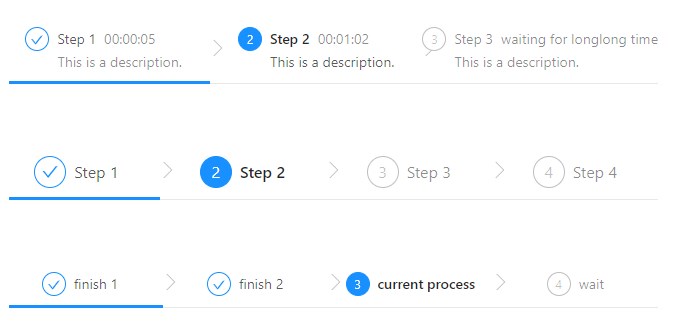 Step 1 00:00:05
This is a description.
2 Step 2 00:01:02
This is a description.
3 Step 3 waiting for longlong time
This is a description.
Step 1
2 Step 2
3 Step 3
4 Step 4
finish 1
finish 2
3 current process
4 wait